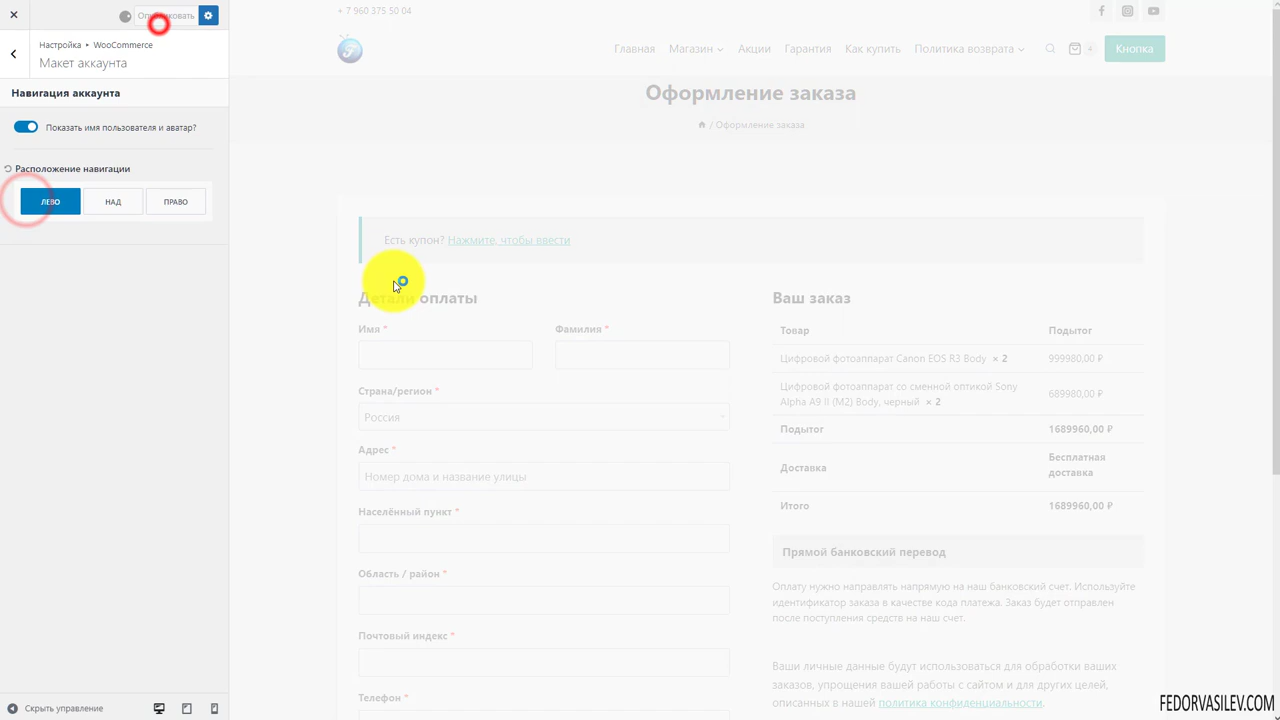 Опубликовать
Настройка ▸ WooCommerce
Макет аккаунта
Навигация аккаунта
Показать имя пользователя и аватар?
Расположение навигации
ЛЕВО
НАД
ПРАВО
Скрыть управление
+ 7 960 375 50 04
Главная Магазин Акции Гарантия Как купить Политика возврата 4 Кнопка
Оформление заказа
/ Оформление заказа
Есть купон? Нажмите, чтобы ввести
Детали оплаты
Имя *
Фамилия *
Страна/регион *
Россия
Адрес *
Номер дома и название улицы
Населённый пункт *
Область / район *
Почтовый индекс *
Телефон *
Ваш заказ
Товар Подытог
Цифровой фотоаппарат Canon EOS R3 Body × 2 999980,00 ₽
Цифровой фотоаппарат со сменной оптикой Sony
Alpha A9 II (M2) Body, черный × 2 689980,00 ₽
Подытог 1689960,00 ₽
Доставка Бесплатная
доставка
Итого 1689960,00 ₽
Прямой банковский перевод
Оплату нужно направлять напрямую на наш банковский счет. Используйте
идентификатор заказа в качестве кода платежа. Заказ будет отправлен
после поступления средств на наш счет.
Ваши личные данные будут использоваться для обработки ваших
заказов, упрощения вашей работы с сайтом и для других целей,
описанных в нашей политика конфиденциальности.
FEDORVASILEV.COM